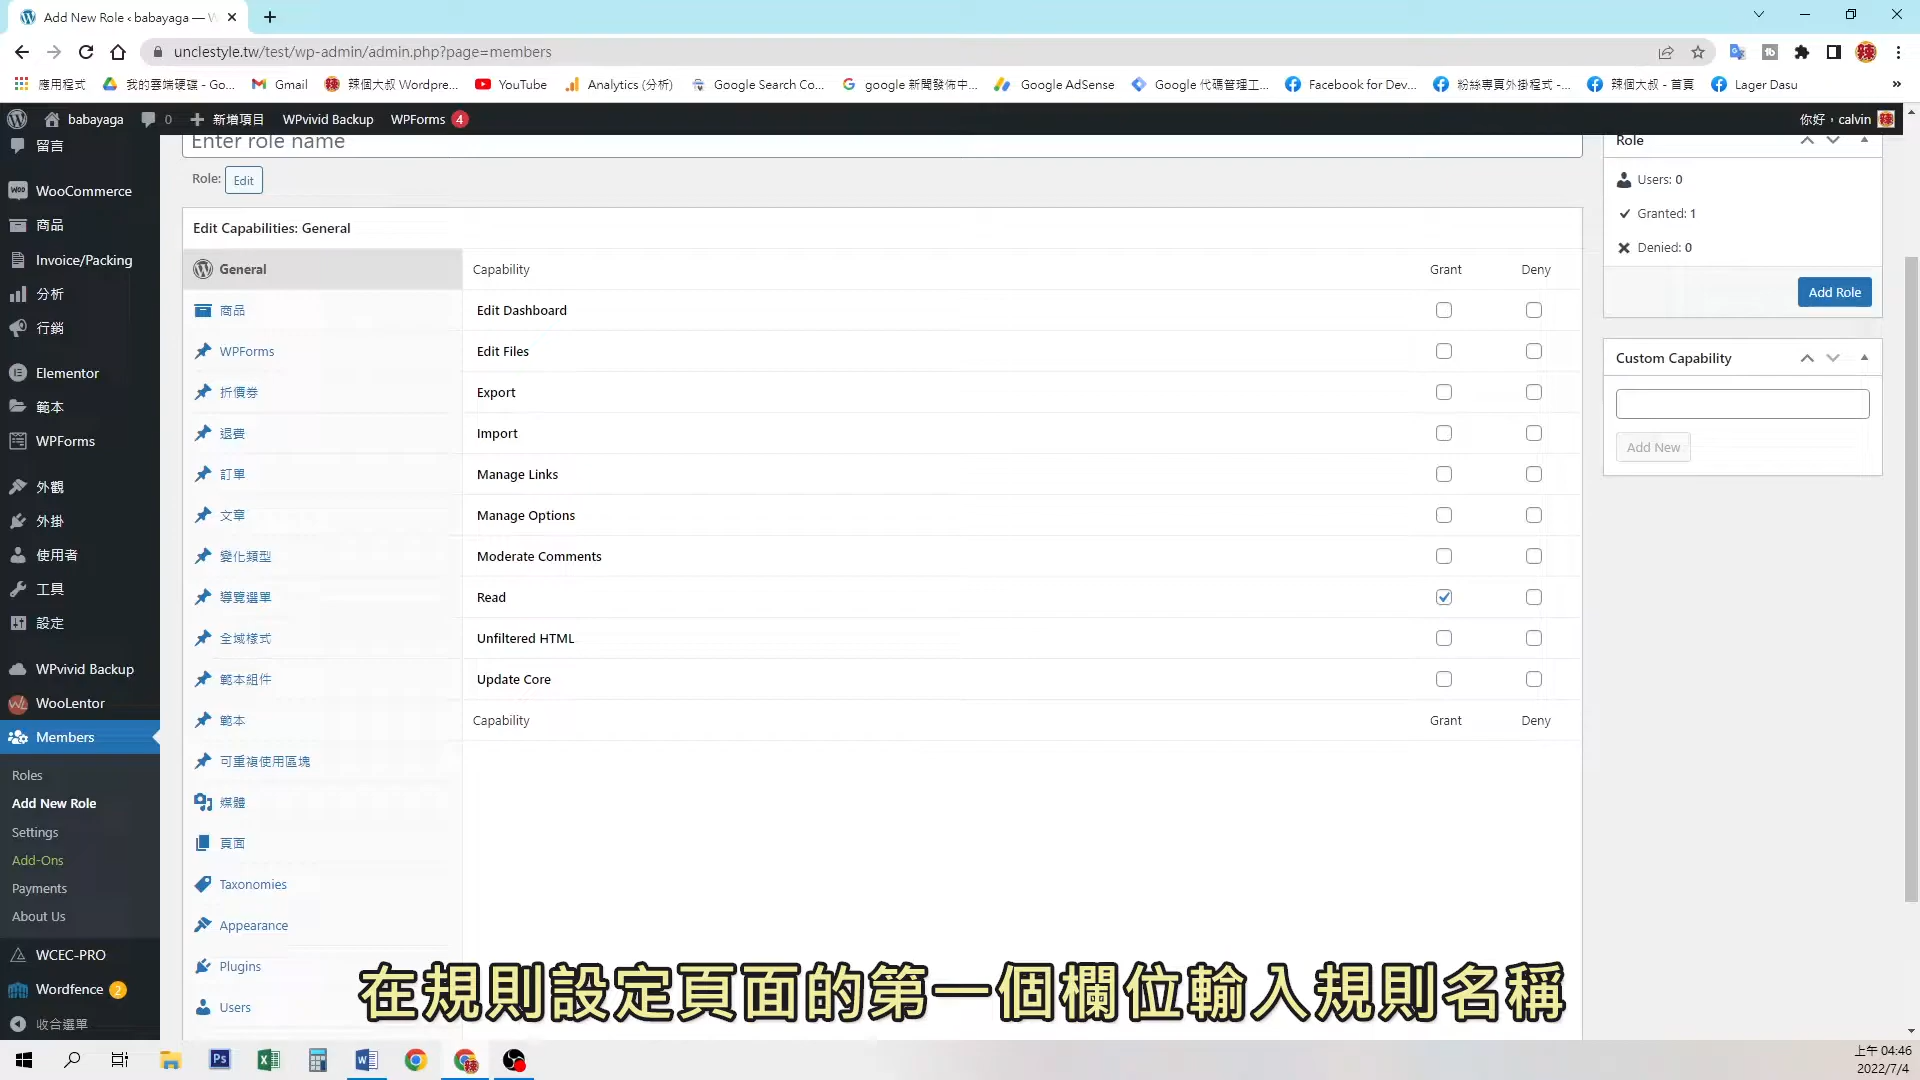 Add New Role ‹ babayaga — W
unclestyle.tw/test/wp-admin/admin.php?page=members
應用程式
我的雲端硬碟 - Go...
Gmail
辣個大叔 Wordpre...
YouTube
Analytics (分析)
Google Search Co...
google 新聞發佈中...
Google AdSense
Google 代碼管理工...
Facebook for Dev...
粉絲專頁外掛程式 -...
辣個大叔 - 首頁
Lager Dasu
»
babayaga
0
新增項目
WPvivid Backup
WPForms 4
你好，calvin
留言
WooCommerce
商品
Invoice/Packing
分析
行銷
Elementor
範本
WPForms
外觀
外掛
使用者
工具
設定
WPvivid Backup
WooLentor
Members
Roles
Add New Role
Settings
Add-Ons
Payments
About Us
WCEC-PRO
Wordfence 2
收合選單
Enter role name
Role: Edit
Edit Capabilities: General
General
商品
WPForms
折價券
退費
訂單
文章
變化類型
導覽選單
全域樣式
範本組件
範本
可重複使用區塊
媒體
頁面
Taxonomies
Appearance
Plugins
Users
Capability Grant Deny
Edit Dashboard
Edit Files
Export
Import
Manage Links
Manage Options
Moderate Comments
Read
Unfiltered HTML
Update Core
Capability Grant Deny
Role
Users: 0
Granted: 1
Denied: 0
Add Role
Custom Capability
Add New
在規則設定頁面的第一個欄位輸入規則名稱
上午 04:46
2022/7/4